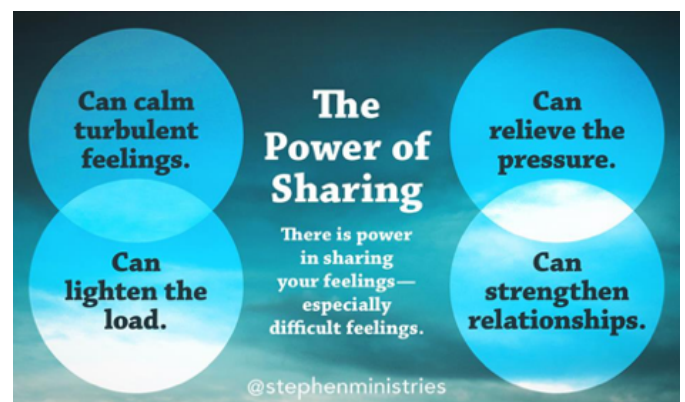 Can calm
turbulent
feelings.
Can
lighten the
load.
The
Power of
Sharing
There is power
in sharing
your feelings—
especially
difficult feelings.
Can
relieve the
pressure.
Can
strengthen
relationships.
@stephenministries